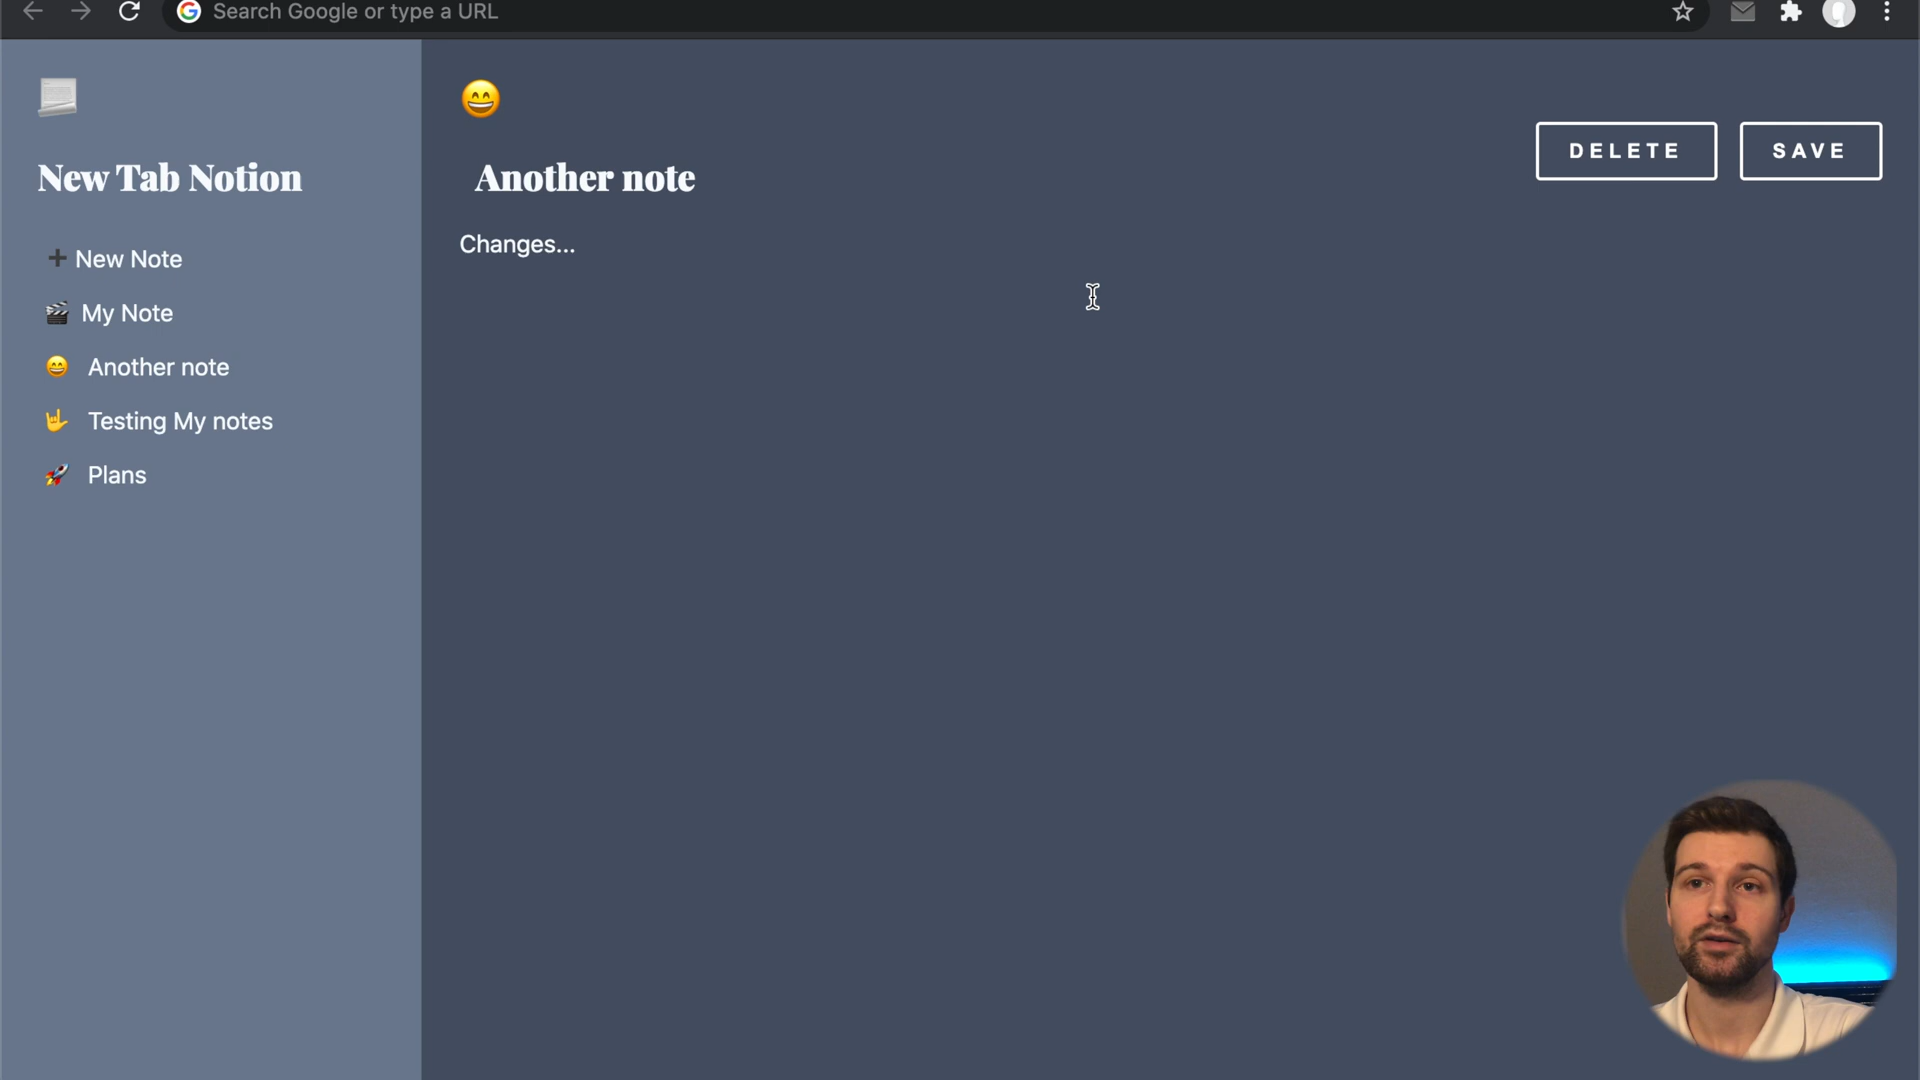 Search Google or type a URL
New Tab Notion
New Note
My Note
Another note
Testing My notes
Plans
Another note
Changes...
DELETE
SAVE